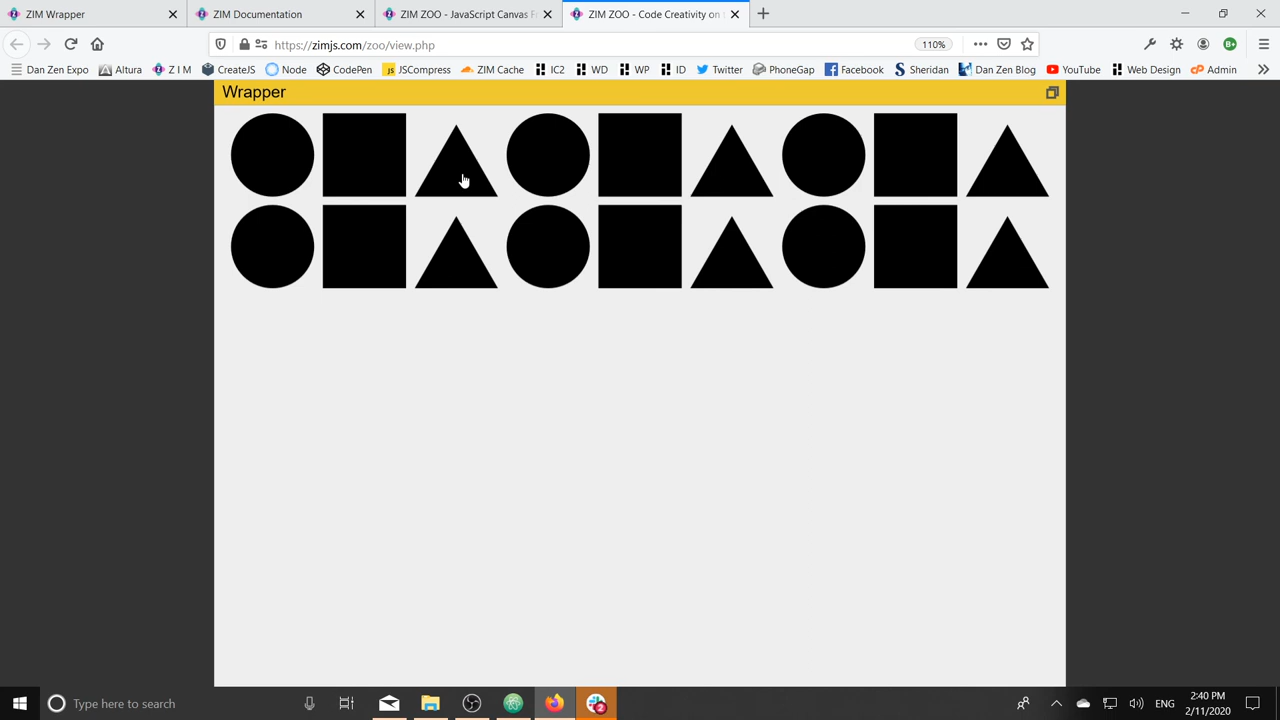 ZIM Wrapper
ZIM Documentation
ZIM ZOO - JavaScript Canvas F
ZIM ZOO - Code Creativity on t
https://zimjs.com/zoo/view.php
110%
Dan Zen Expo
Altura
Z I M
CreateJS
Node
CodePen
JS
JSCompress
ZIM Cache
IC2
WD
WP
ID
Twitter
PhoneGap
Facebook
Sheridan
Dan Zen Blog
YouTube
Web Design
Admin
Wrapper
Type here to search
ENG
2:40 PM
2/11/2020